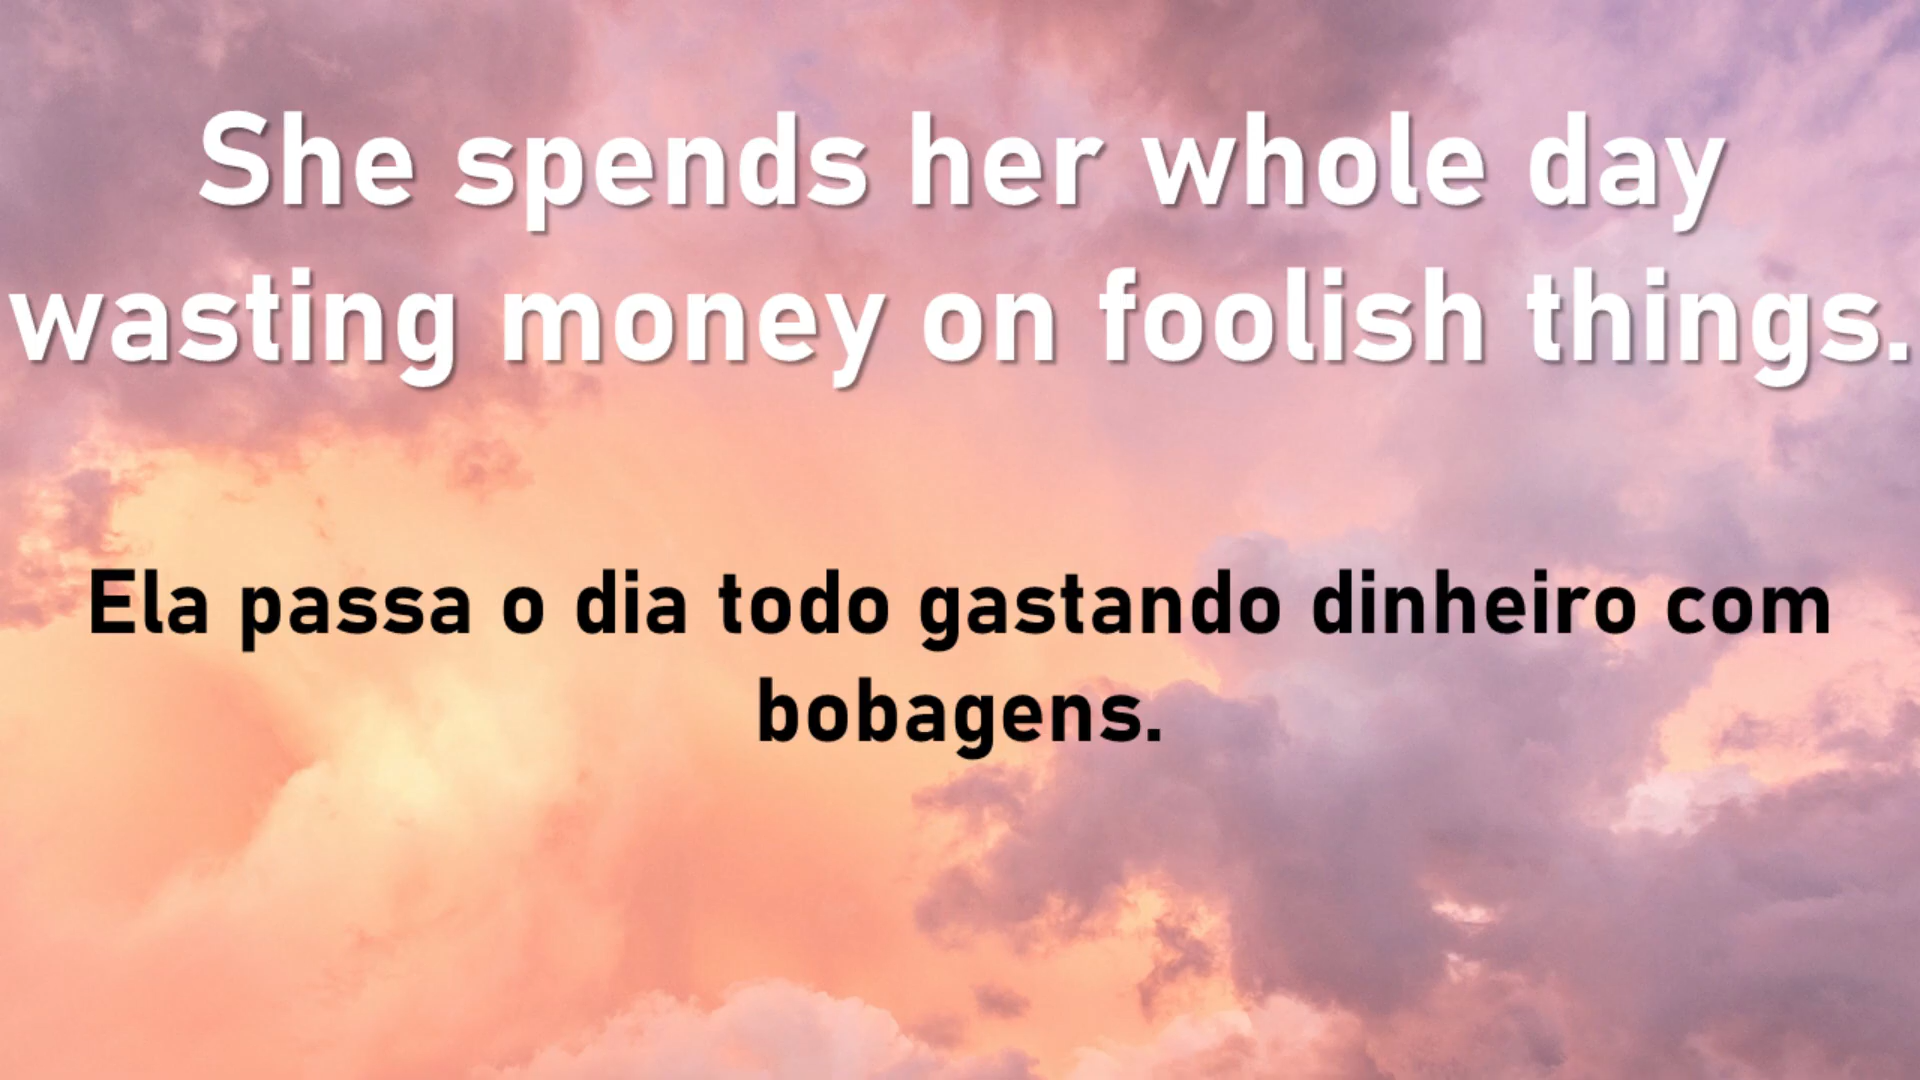 She spends her whole day
wasting money on foolish things.
Ela passa o dia todo gastando dinheiro com
bobagens.